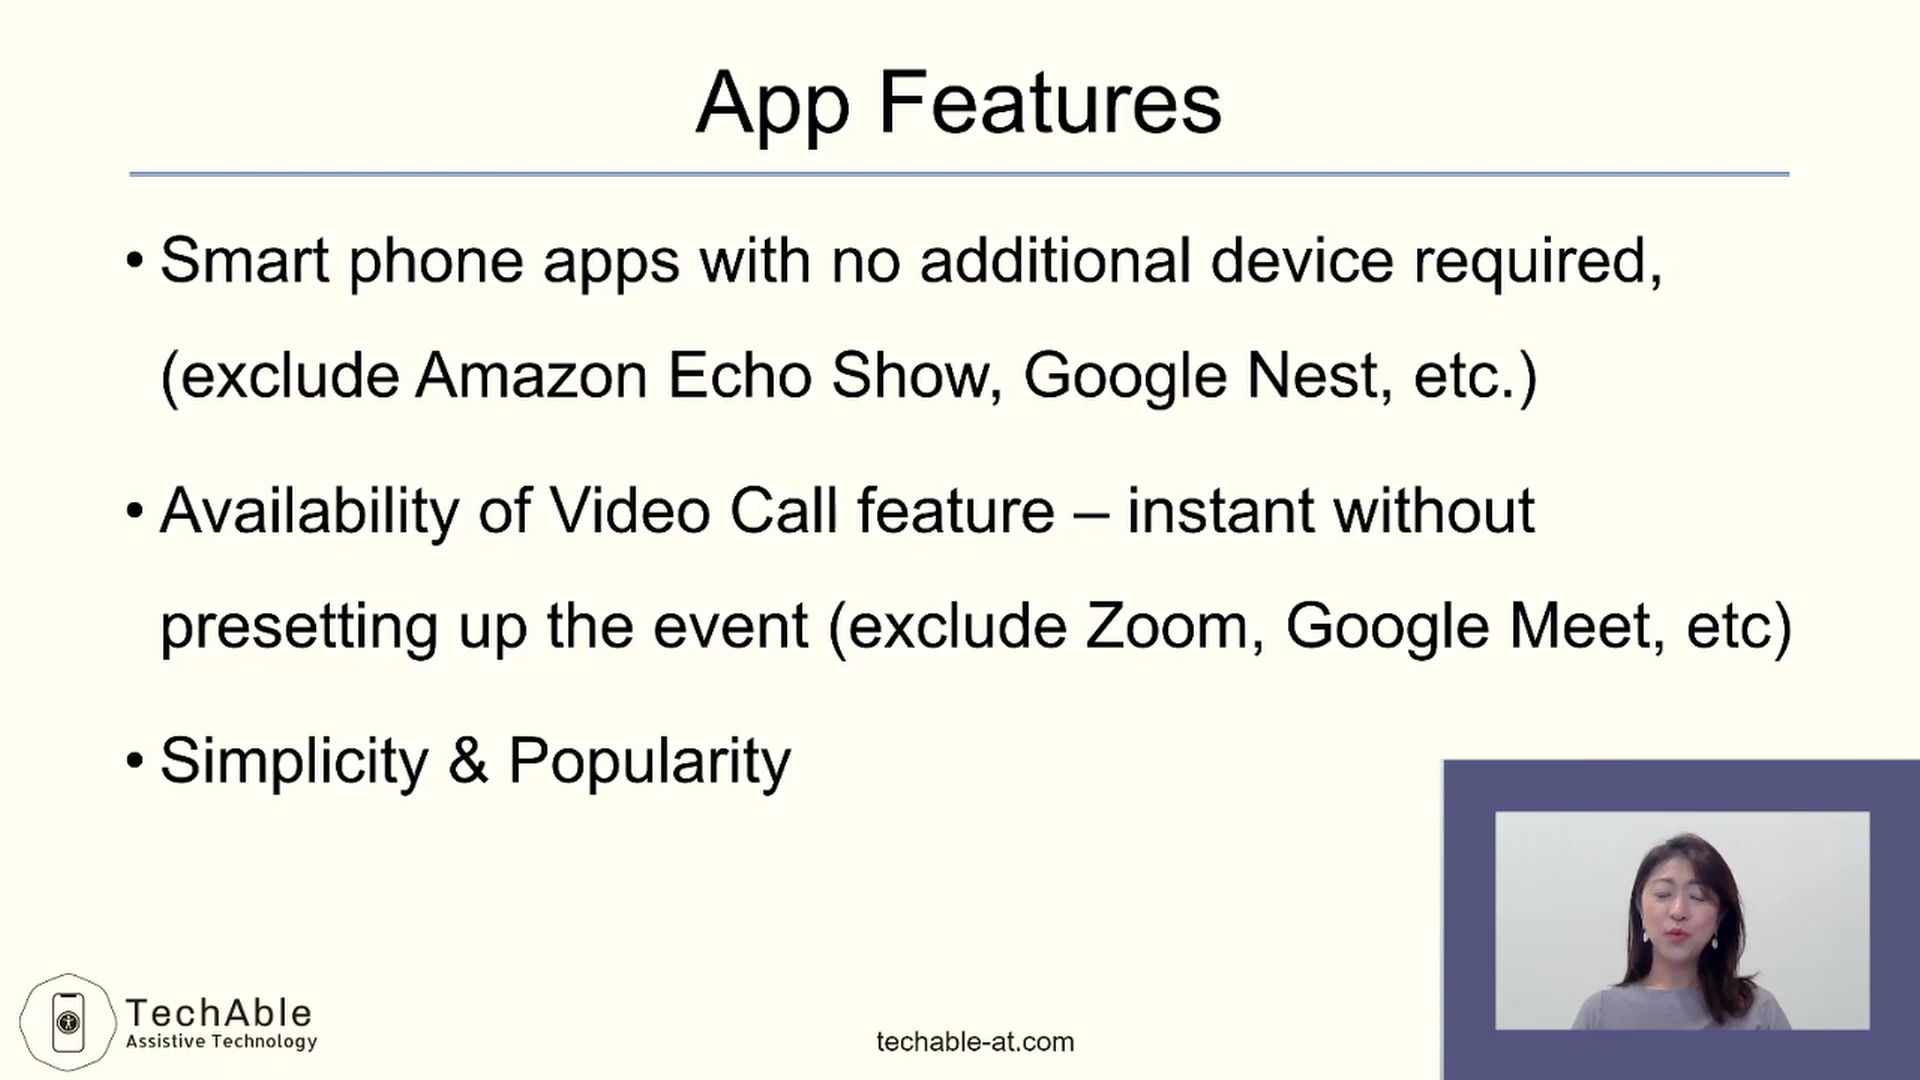 App Features
• Smart phone apps with no additional device required,
(exclude Amazon Echo Show, Google Nest, etc.)
• Availability of Video Call feature – instant without
presetting up the event (exclude Zoom, Google Meet, etc)
• Simplicity & Popularity
TechAble
Assistive Technology
techable-at.com